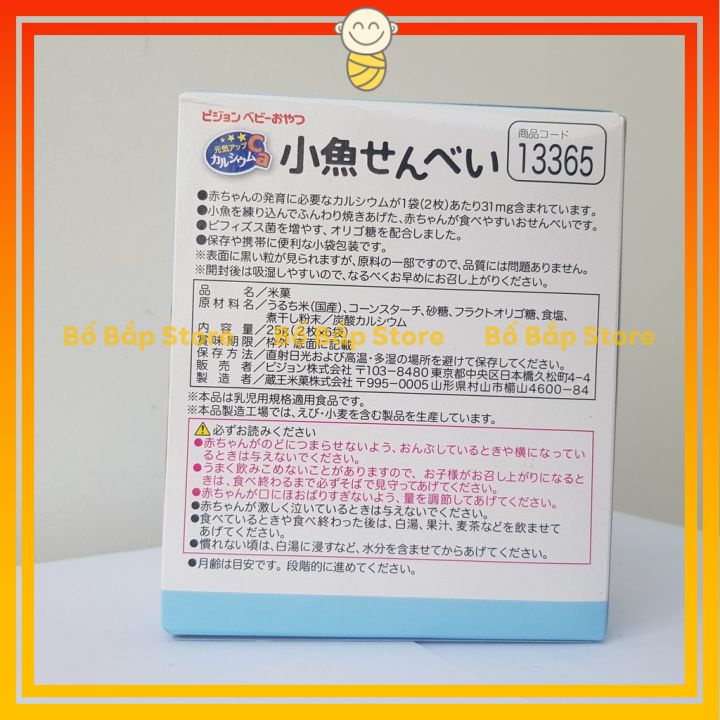 ピジョン ベビーおやつ
元気アップ
カルシウム
Ca
小魚せんべい
商品コード
13365
●赤ちゃんの発育に必要なカルシウムが1袋(2枚)あたり31mg含まれています。
●小魚を練り込んでふんわり焼きあげた、赤ちゃんが食べやすいおせんべいです。
●ビフィズス菌を増やす、オリゴ糖を配合しました。
●保存や携帯に便利な小袋包装です。
※表面に黒い粒が見られますが、原料の一部ですので、品質には問題ありません。
※開封後は吸湿しやすいので、なるべくお早めにお召し上がりください。
品名/米菓
原材料名/うるち米(国産)、コーンスターチ、砂糖、フラクトオリゴ糖、食塩、
煮干し粉末/炭酸カルシウム
内容量/25g(2枚×6袋)
賞味期限/枠外 底面に記載
保存方法/直射日光および高温・多湿の場所を避けて保存してください。
販売者/ピジョン株式会社 〒103-8480 東京都中央区日本橋久松町4-4
製造者/蔵王米菓株式会社 〒995-0005 山形県村山市楯山4600-84
Bố Bắp Store Bố Bắp Store Bố Bắp Store
※本品は乳児用規格適用食品です。
※本品製造工場では、えび・小麦を含む製品を生産しています。
必ずお読みください
●赤ちゃんがのどにつまらせないよう、おんぶしているときや横になってい
るときは与えないでください。
●うまく飲みこめないことがありますので、お子様がお召し上がりになると
きは、食べ終わるまで必ずそばで見守ってあげてください。
●赤ちゃんが口にほおばりすぎないよう、量を調節してあげてください。
●赤ちゃんが激しく泣いているときは与えないでください。
●食べているときや食べ終わった後は、白湯、果汁、麦茶などを飲ませて
あげてください。
●慣れない頃は、白湯に浸すなど、水分を含ませてからあげてください。
●月齢は目安です。段階的に進めてください。